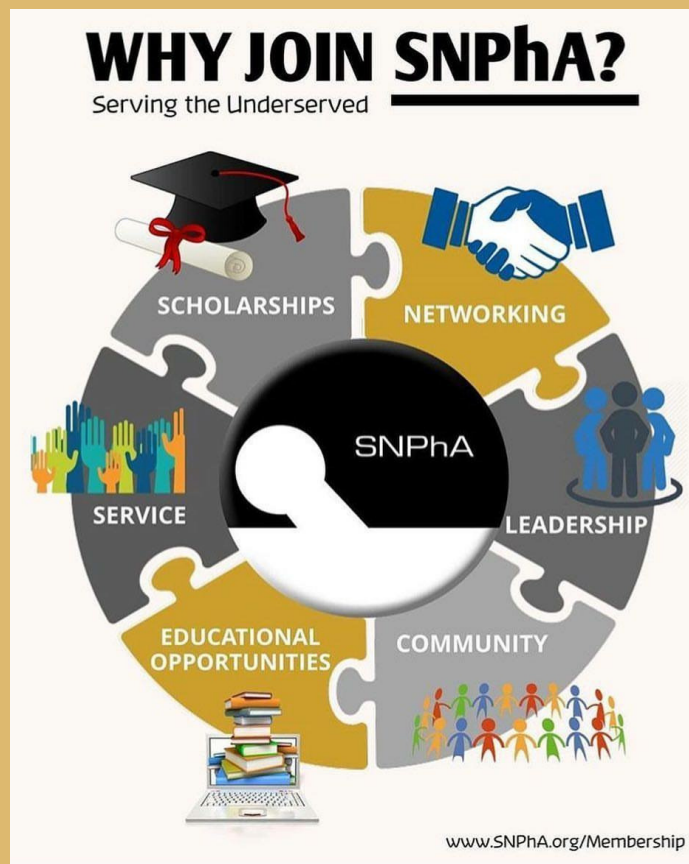 WHY JOIN SNPhA?
Serving the Underserved
SCHOLARSHIPS
NETWORKING
SNPhA
SERVICE
LEADERSHIP
EDUCATIONAL
OPPORTUNITIES
COMMUNITY
www.SNPhA.org/Membership